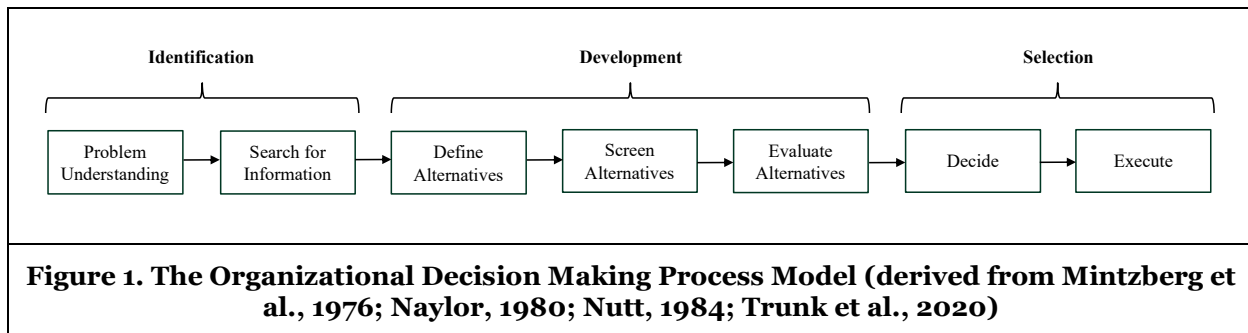 Identification
Development
Selection
Problem
Understanding
Search for
Information
Define
Alternatives
Screen
Alternatives
Evaluate
Alternatives
Decide
Execute
Figure 1. The Organizational Decision Making Process Model (derived from Mintzberg et
al., 1976; Naylor, 1980; Nutt, 1984; Trunk et al., 2020)